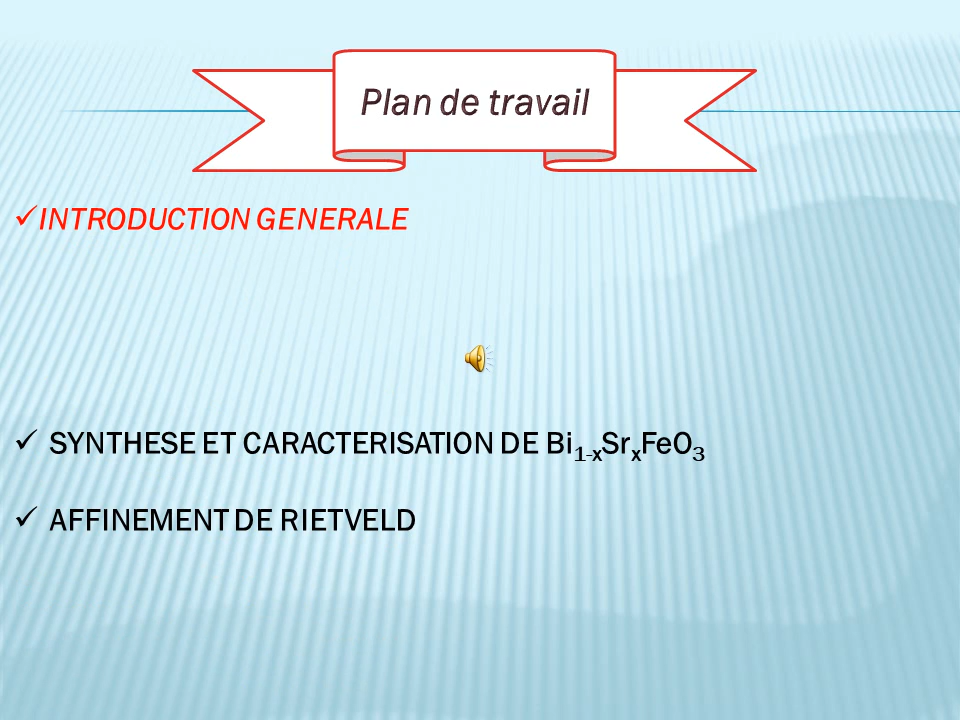 Plan de travail
✓INTRODUCTION GENERALE
✓ SYNTHESE ET CARACTERISATION DE Bi₁₋ₓSrₓFeO₃
✓ AFFINEMENT DE RIETVELD